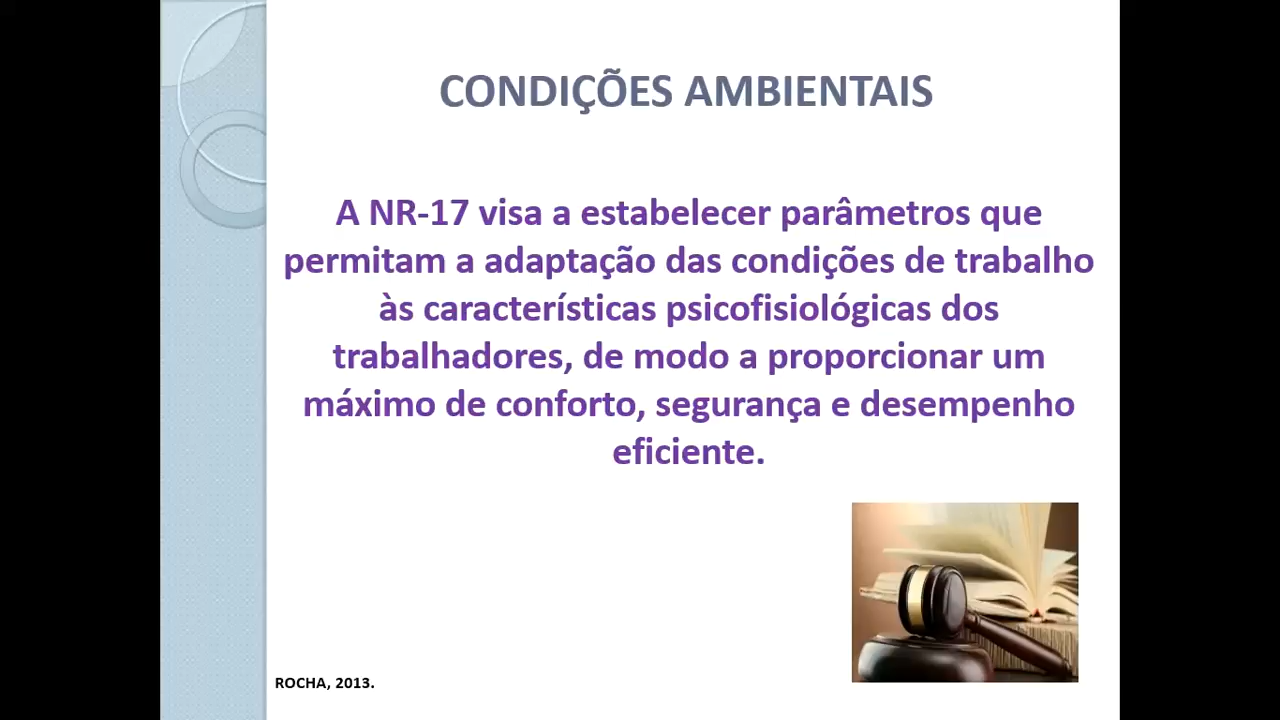 CONDIÇÕES AMBIENTAIS
A NR-17 visa a estabelecer parâmetros que
permitam a adaptação das condições de trabalho
às características psicofisiológicas dos
trabalhadores, de modo a proporcionar um
máximo de conforto, segurança e desempenho
eficiente.
ROCHA, 2013.